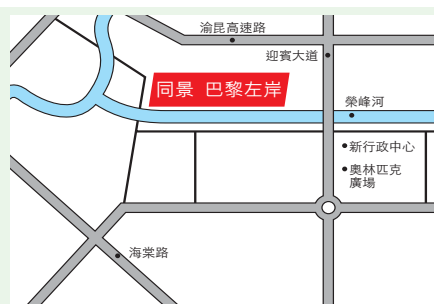 渝昆高速路
迎賓大道
同景 巴黎左岸
榮峰河
新行政中心
奧林匹克
廣場
海棠路